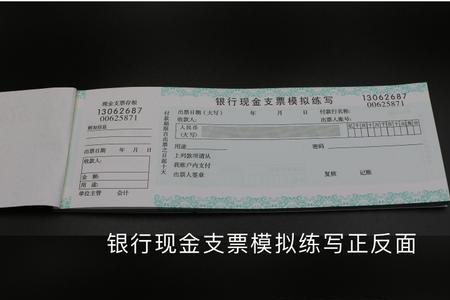 现金支票存根
13062687
00625871
附加信息
出票日期 年 月 日
收款人:
金额:
用途:
单位主管 会计
付款期限自出票之日起十天
银行现金支票模拟练写
13062687
00625871
出票日期(大写) 年 月 日
付款行名称:
收款人:
出票人账号:
人民币
(大写)
用途
密码
上列款项请从
我账户内支付
出票人签章
复核 记账
银行现金支票模拟练写正反面